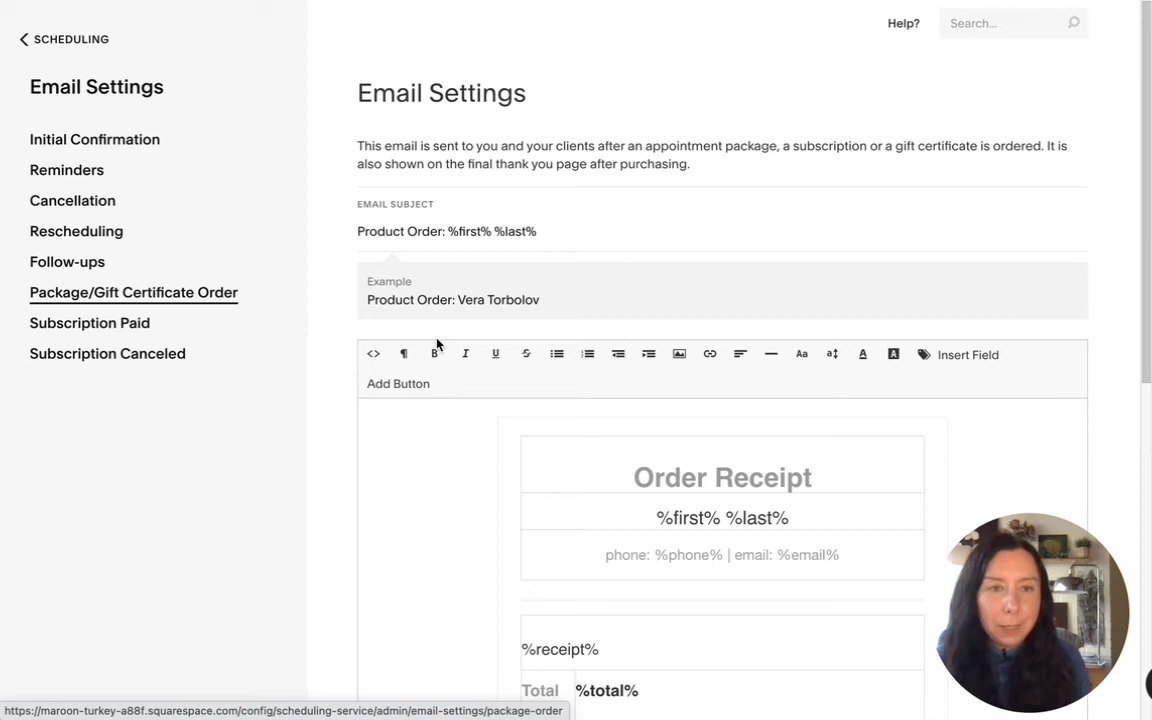 SCHEDULING
Help?
Search...
Email Settings
Initial Confirmation
Reminders
Cancellation
Rescheduling
Follow-ups
Package/Gift Certificate Order
Subscription Paid
Subscription Canceled
Email Settings
This email is sent to you and your clients after an appointment package, a subscription or a gift certificate is ordered. It is
also shown on the final thank you page after purchasing.
EMAIL SUBJECT
Product Order: %first% %last%
Example
Product Order: Vera Torbolov
<> ¶ B I U S Aa A A Insert Field
Add Button
Order Receipt
%first% %last%
phone: %phone% | email: %email%
%receipt%
Total %total%
https://maroon-turkey-a88f.squarespace.com/config/scheduling-service/admin/email-settings/package-order